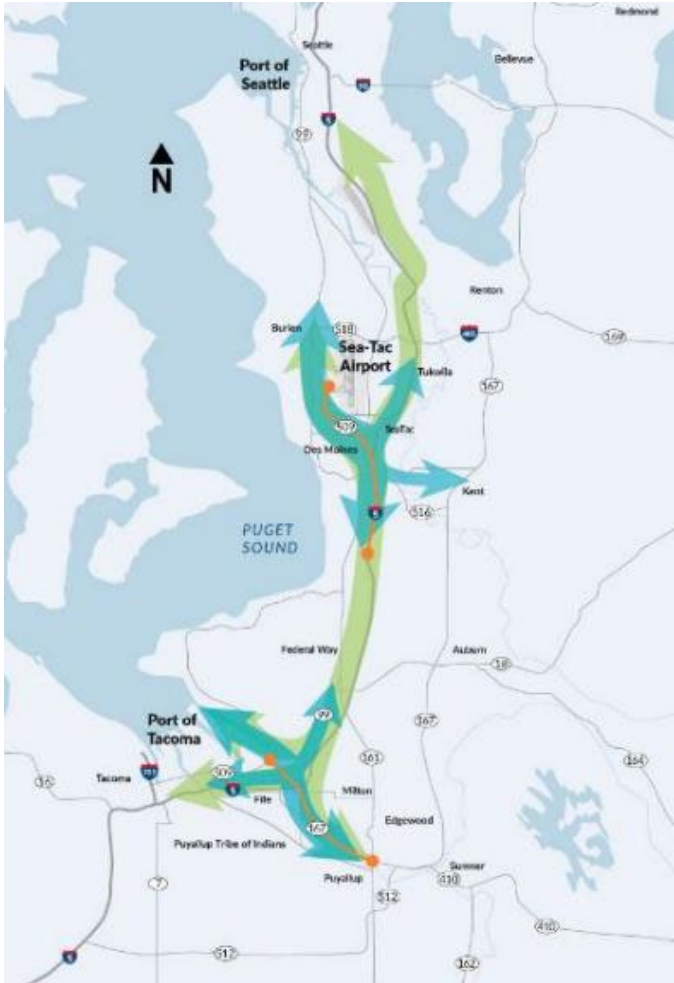 Redmond
Seattle
Bellevue
Port of
Seattle
90
5
99
N
Renton
Burien
518
405
169
Sea-Tac
Airport
Tukwila
167
509
SeaTac
Des Moines
Kent
5
516
PUGET
SOUND
Federal Way
Auburn
18
99
167
Port of
Tacoma
161
164
705
16
Tacoma
509
5
Fife
Milton
Edgewood
167
Puyallup Tribe of Indians
Sumner
Puyallup
410
7
512
410
512
5
162